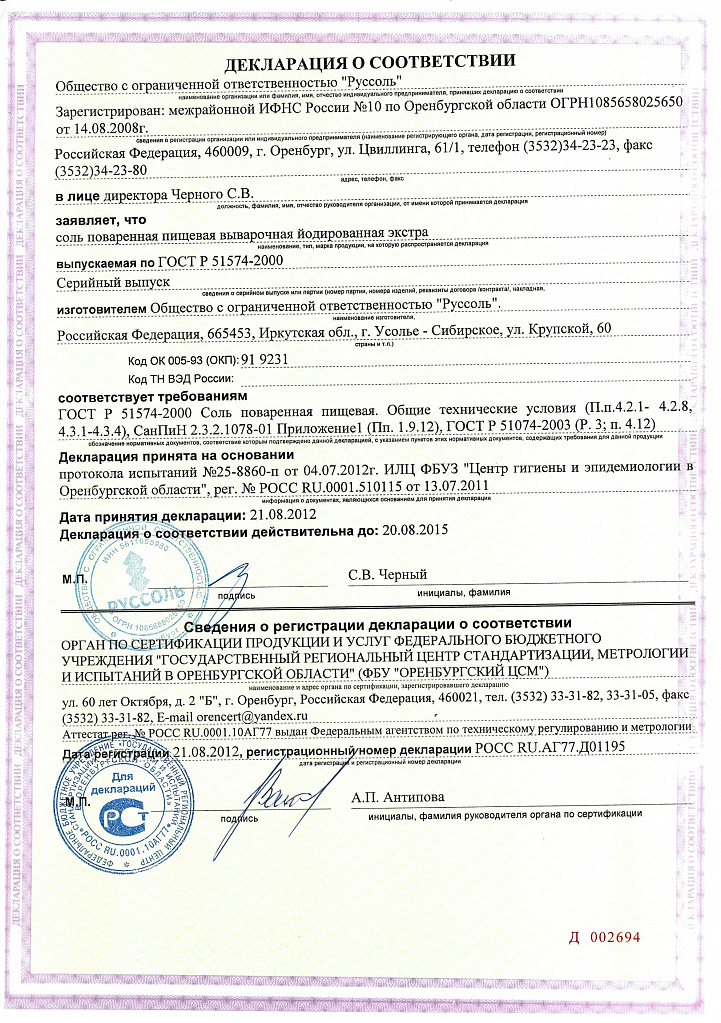 ДЕКЛАРАЦИЯ О СООТВЕТСТВИИ
Общество с ограниченной ответственностью "Руссоль"
наименование организации или фамилия, имя, отчество индивидуального предпринимателя, принявших декларацию о соответствии
Зарегистрирован: межрайонной ИФНС России №10 по Оренбургской области ОГРН1085658025650
от 14.08.2008г.
сведения о регистрации организации или индивидуального предпринимателя (наименование регистрирующего органа, дата регистрации, регистрационный номер)
Российская Федерация, 460009, г. Оренбург, ул. Цвиллинга, 61/1, телефон (3532)34-23-23, факс
(3532)34-23-80
адрес, телефон, факс
в лице директора Черного С.В.
должность, фамилия, имя, отчество руководителя организации, от имени которой принимается декларация
заявляет, что
соль поваренная пищевая выварочная йодированная экстра
наименование, тип, марка продукции, на которую распространяется декларация
выпускаемая по ГОСТ Р 51574-2000
Серийный выпуск
сведения о серийном выпуске или партии (номер партии, номера изделий, реквизиты договора /контракта/, накладная,
изготовителем Общество с ограниченной ответственностью "Руссоль".
наименование изготовителя,
Российская Федерация, 665453, Иркутская обл., г. Усолье - Сибирское, ул. Крупской, 60
страны и т.п.)
Код ОК 005-93 (ОКП): 91 9231
Код ТН ВЭД России:
соответствует требованиям
ГОСТ Р 51574-2000 Соль поваренная пищевая. Общие технические условия (П.п.4.2.1- 4.2.8,
4.3.1-4.3.4), СанПиН 2.3.2.1078-01 Приложение1 (Пп. 1.9.12), ГОСТ Р 51074-2003 (Р. 3; п. 4.12)
обозначение нормативных документов, соответствие которым подтверждено данной декларацией, с указанием пунктов этих нормативных документов, содержащих требования для данной продукции
Декларация принята на основании
протокола испытаний №25-8860-п от 04.07.2012г. ИЛЦ ФБУЗ "Центр гигиены и эпидемиологии в
Оренбургской области", рег. № РОСС RU.0001.510115 от 13.07.2011
информация о документах, являющихся основанием для принятия декларации
Дата принятия декларации: 21.08.2012
Декларация о соответствии действительна до: 20.08.2015
М.П.
С.В. Черный
подпись
инициалы, фамилия
РУССОЛЬ
Сведения о регистрации декларации о соответствии
ОРГАН ПО СЕРТИФИКАЦИИ ПРОДУКЦИИ И УСЛУГ ФЕДЕРАЛЬНОГО БЮДЖЕТНОГО
УЧРЕЖДЕНИЯ "ГОСУДАРСТВЕННЫЙ РЕГИОНАЛЬНЫЙ ЦЕНТР СТАНДАРТИЗАЦИИ, МЕТРОЛОГИИ
И ИСПЫТАНИЙ В ОРЕНБУРГСКОЙ ОБЛАСТИ" (ФБУ "ОРЕНБУРГСКИЙ ЦСМ")
наименование и адрес органа по сертификации, зарегистрировавшего декларацию
ул. 60 лет Октября, д. 2 "Б", г. Оренбург, Российская Федерация, 460021, тел. (3532) 33-31-82, 33-31-05, факс
(3532) 33-31-82, E-mail orencert@yandex.ru
Аттестат рег. № РОСС RU.0001.10АГ77 выдан Федеральным агентством по техническому регулированию и метрологии
Дата регистрации 21.08.2012, регистрационный номер декларации РОСС RU.АГ77.Д01195
дата регистрации и регистрационный номер декларации
Для
деклараций
РОСС RU.0001.10АГ77
М.П.
А.П. Антипова
подпись
инициалы, фамилия руководителя органа по сертификации
Д 002694